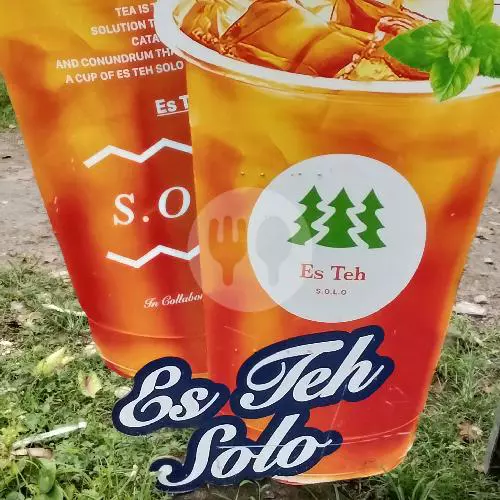 TEA IS
SOLUTION
CATA
AND CONUNDRUM
A CUP OF ES TEH SOLO
Es T
S.O
In Collabor
Es Teh
S.O.L.O
Es Teh
Solo